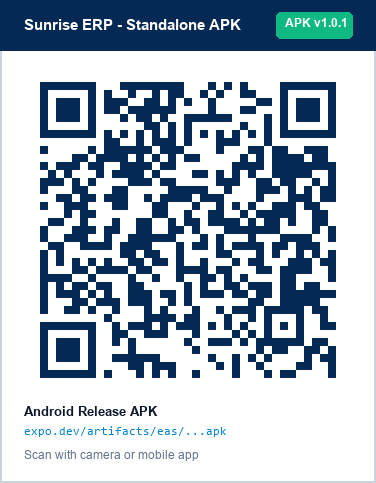 Sunrise ERP - Standalone APK
APK v1.0.1
Android Release APK
expo.dev/artifacts/eas/...apk
Scan with camera or mobile app